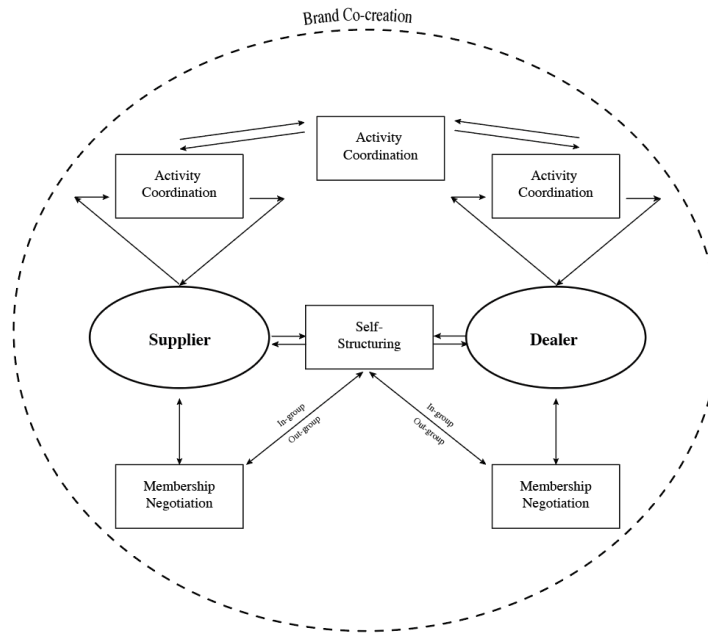 Brand Co-creation
Activity
Coordination
Activity
Coordination
Activity
Coordination
Supplier
Self-
Structuring
Dealer
In-group
Out-group
In-group
Out-group
Membership
Negotiation
Membership
Negotiation